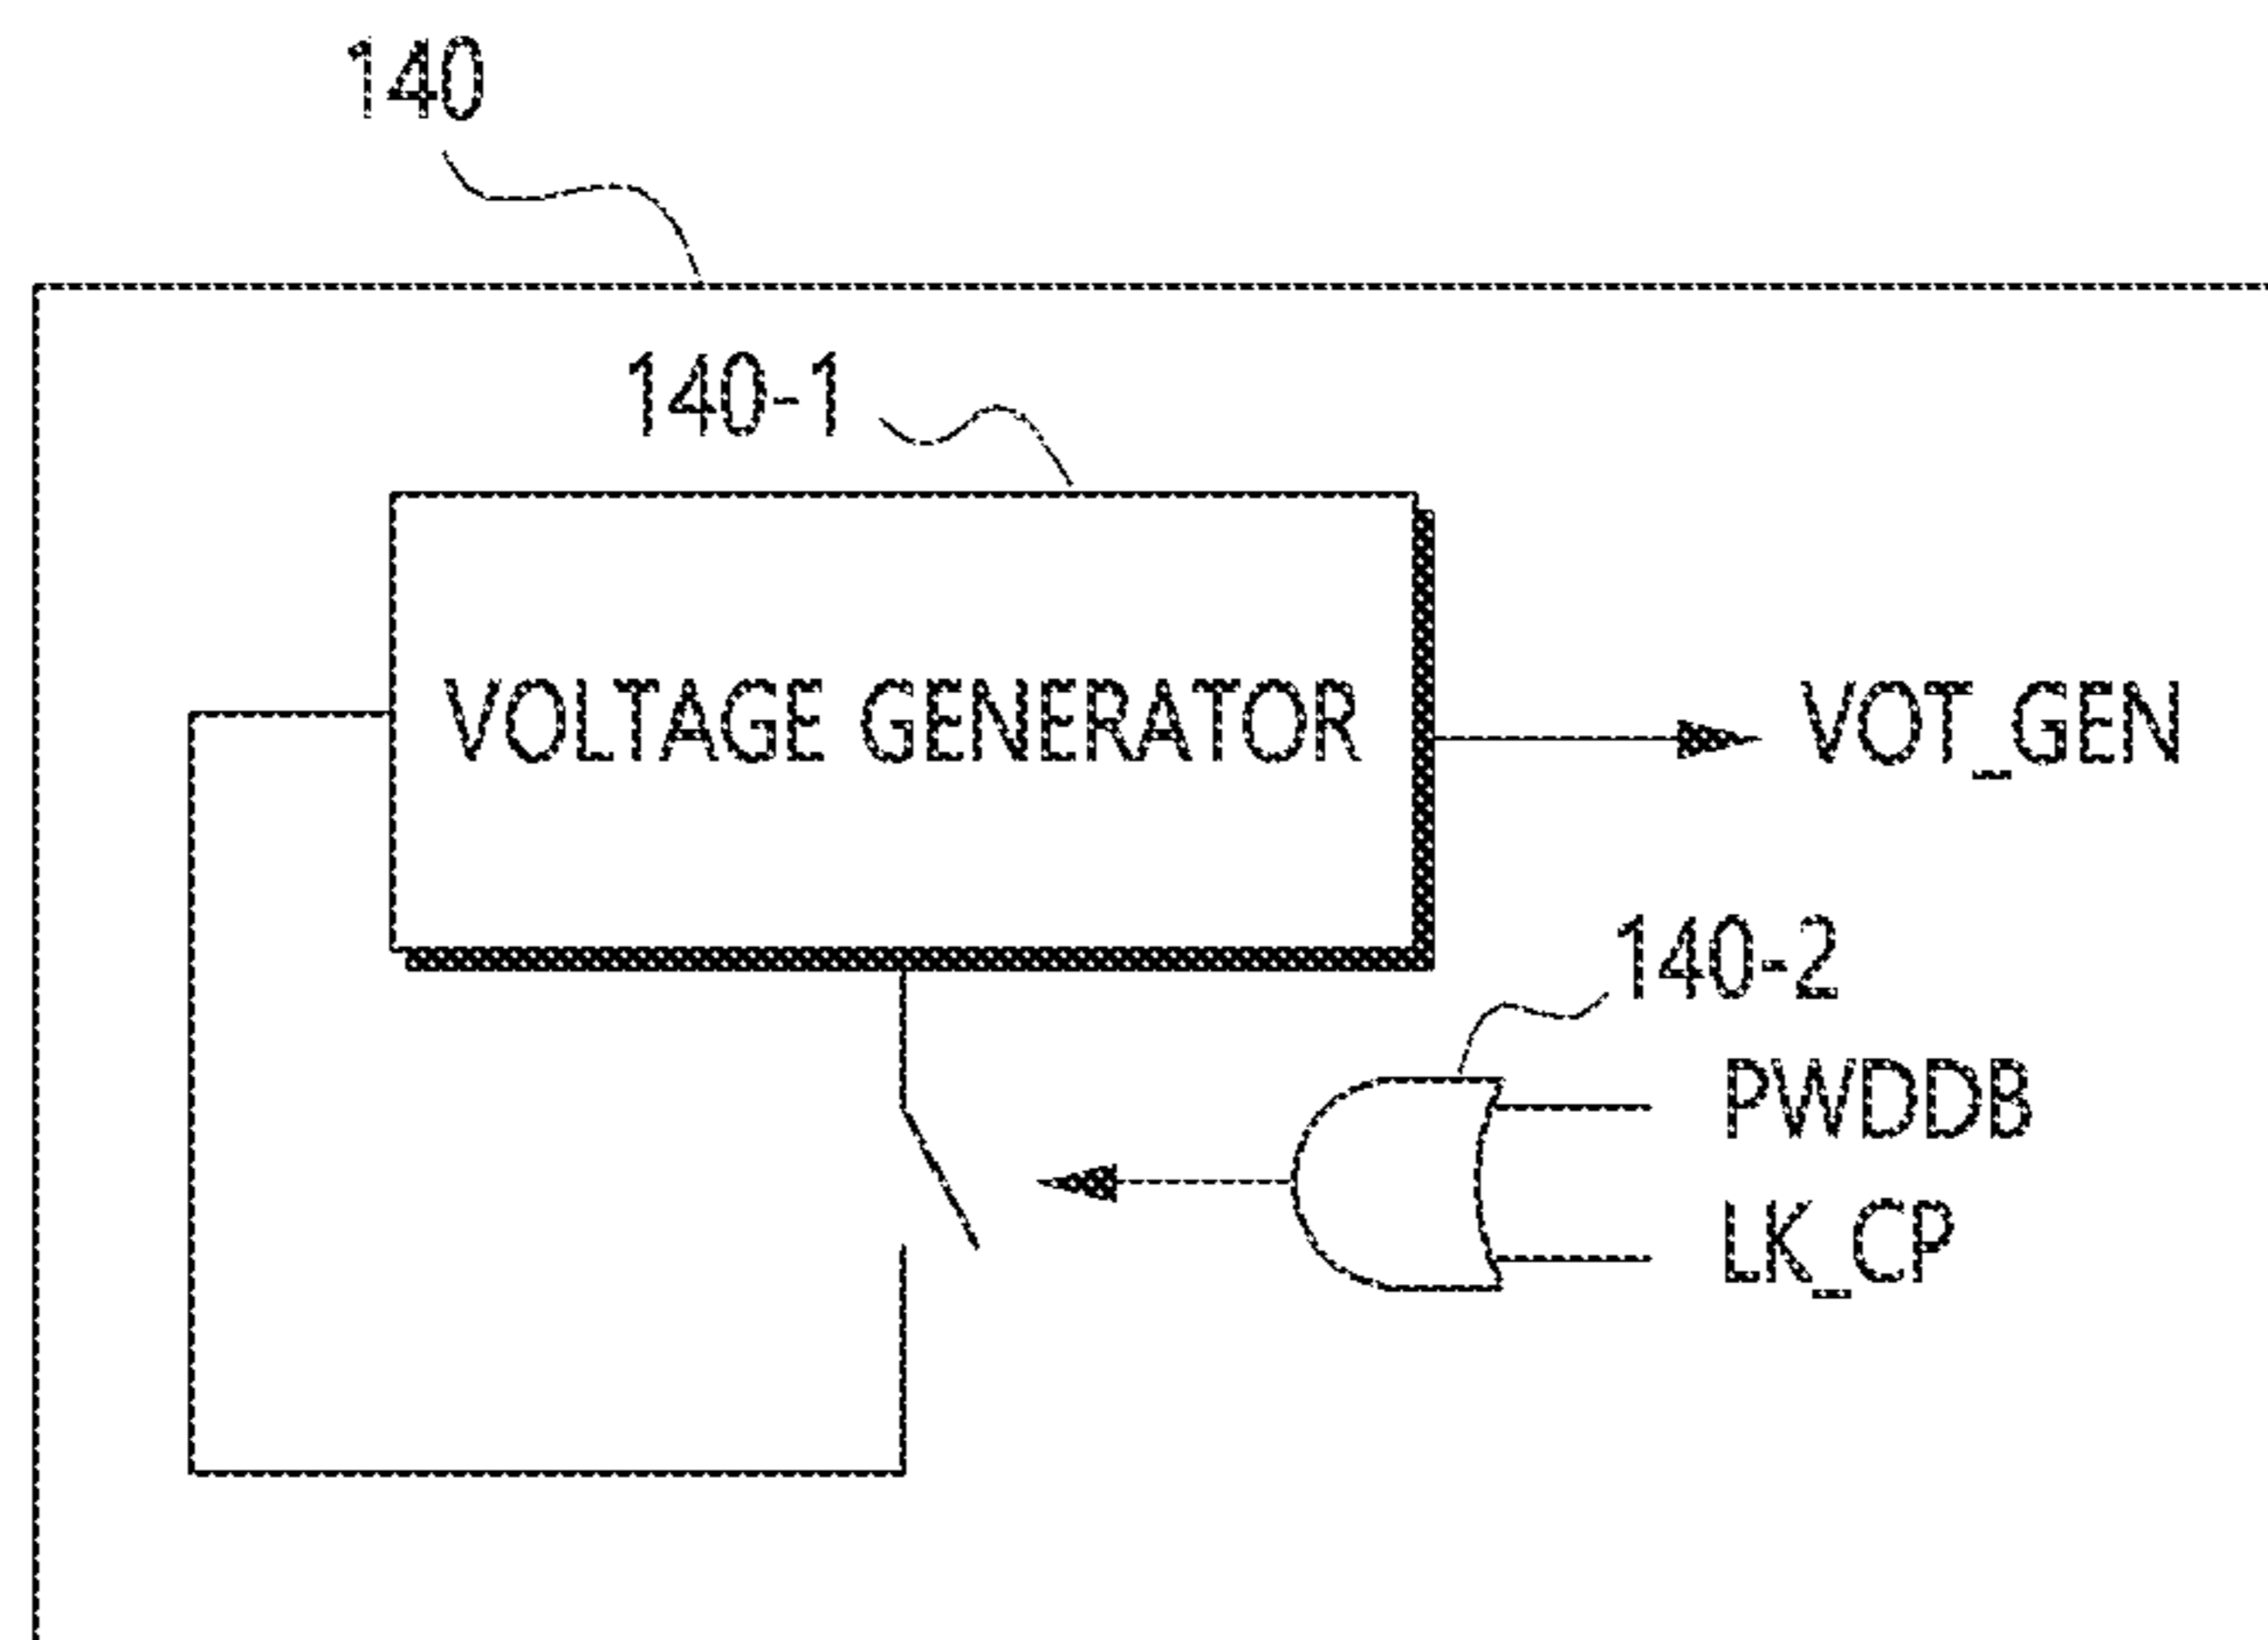 140
140-1
VOLTAGE GENERATOR
VOT_GEN
140-2
PWDDB
LK_CP